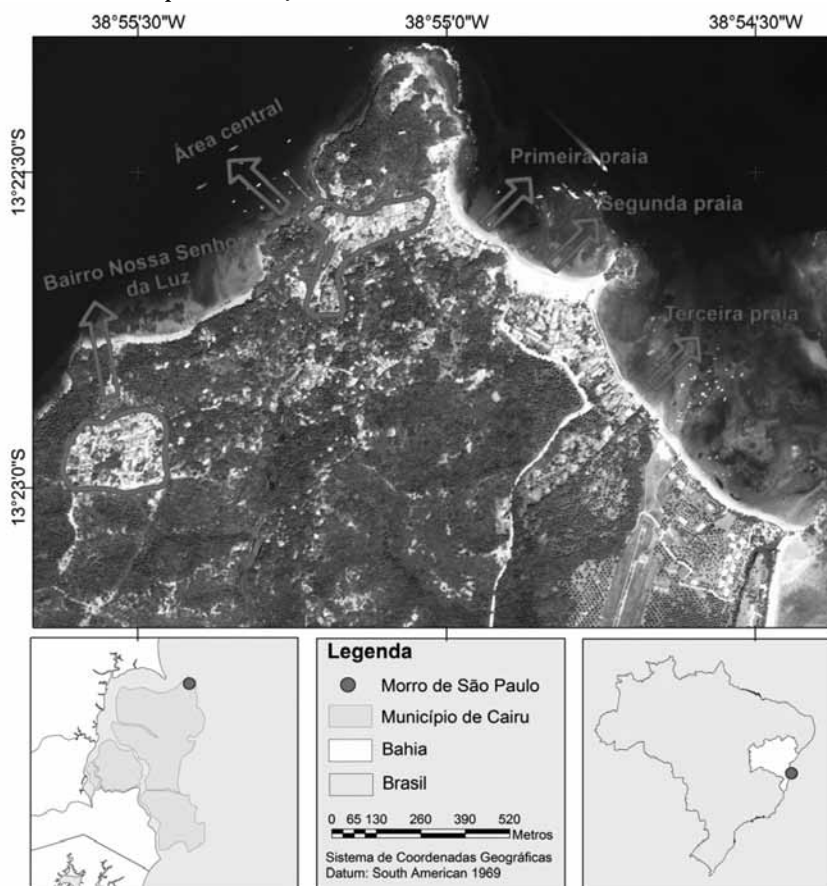 38°55'30"W
38°55'0"W
38°54'30"W
13°22'30"S
13°23'0"S
Área central
Primeira praia
Segunda praia
Bairro Nossa Senho
da Luz
Terceira praia
Legenda
Morro de São Paulo
Município de Cairu
Bahia
Brasil
0 65 130 260 390 520
Metros
Sistema de Coordenadas Geográficas
Datum: South American 1969